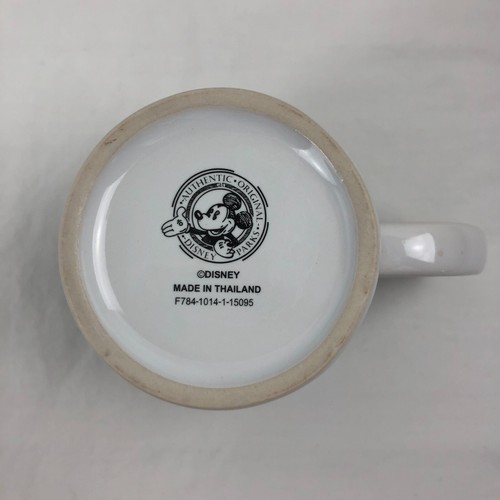 AUTHENTIC • ORIGINAL
• DISNEY PARKS •
©DISNEY
MADE IN THAILAND
F784-1014-1-15095